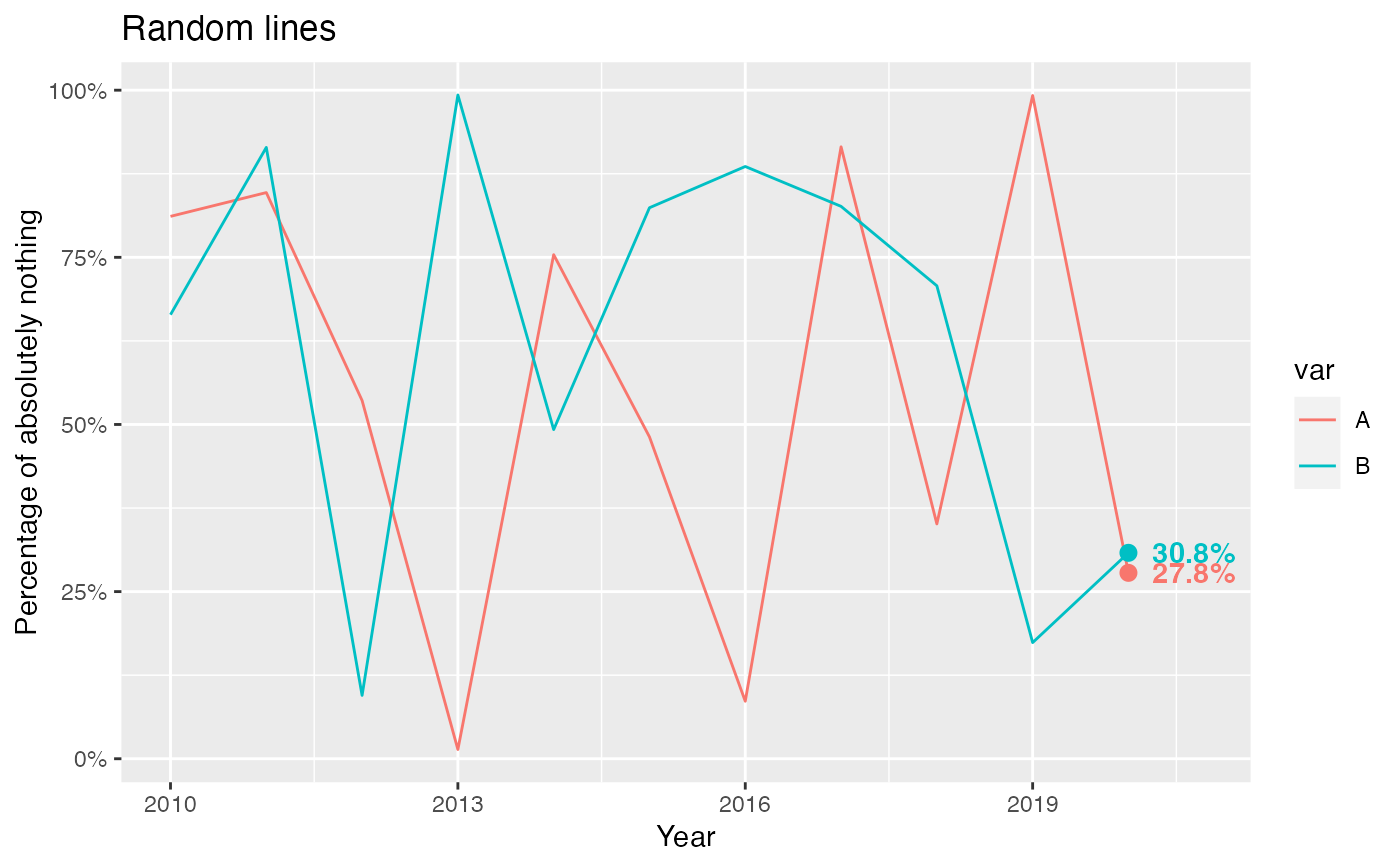 Random lines
Percentage of absolutely nothing
100%
75%
50%
25%
0%
30.8%
27.8%
2010
2013
2016
2019
Year
var
A
B